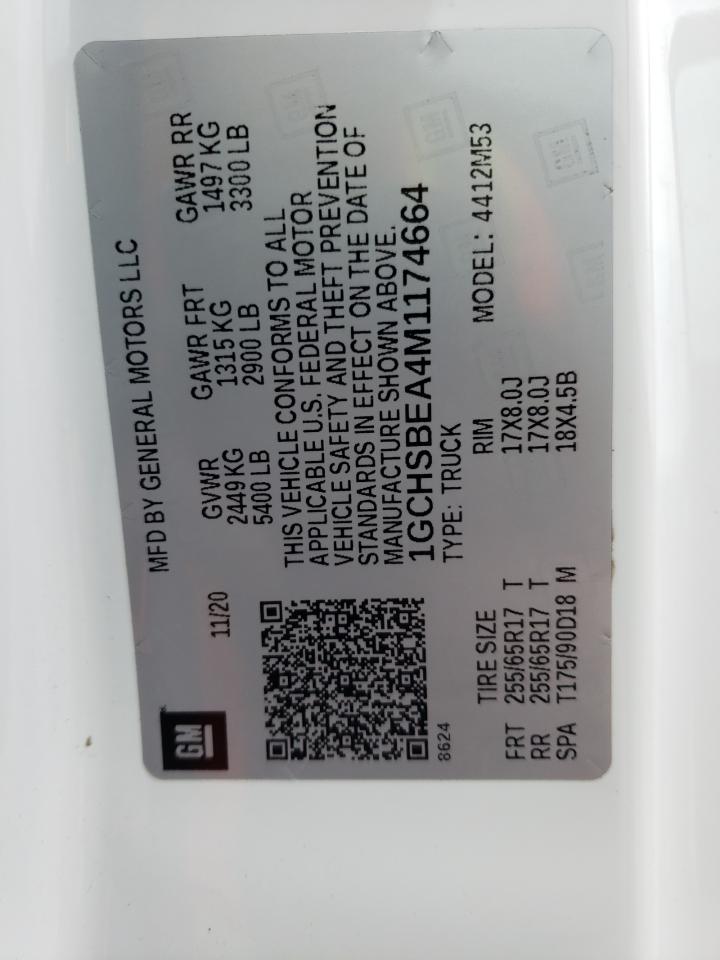 GM
MFD BY GENERAL MOTORS LLC
11/20
GVWR GAWR FRT GAWR RR
2449 KG 1315 KG 1497 KG
5400 LB 2900 LB 3300 LB
THIS VEHICLE CONFORMS TO ALL
APPLICABLE U.S. FEDERAL MOTOR
VEHICLE SAFETY AND THEFT PREVENTION
STANDARDS IN EFFECT ON THE DATE OF
MANUFACTURE SHOWN ABOVE.
1GCHSBEA4M1174664
8624
TYPE: TRUCK
MODEL: 4412M53
TIRE SIZE RIM
FRT 255/65R17 T 17X8.0J
RR 255/65R17 T 17X8.0J
SPA T175/90D18 M 18X4.5B